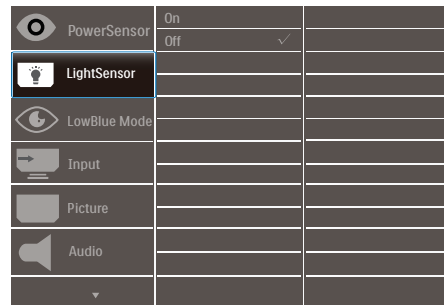 PowerSensor
On
Off
LightSensor
LowBlue Mode
Input
Picture
Audio